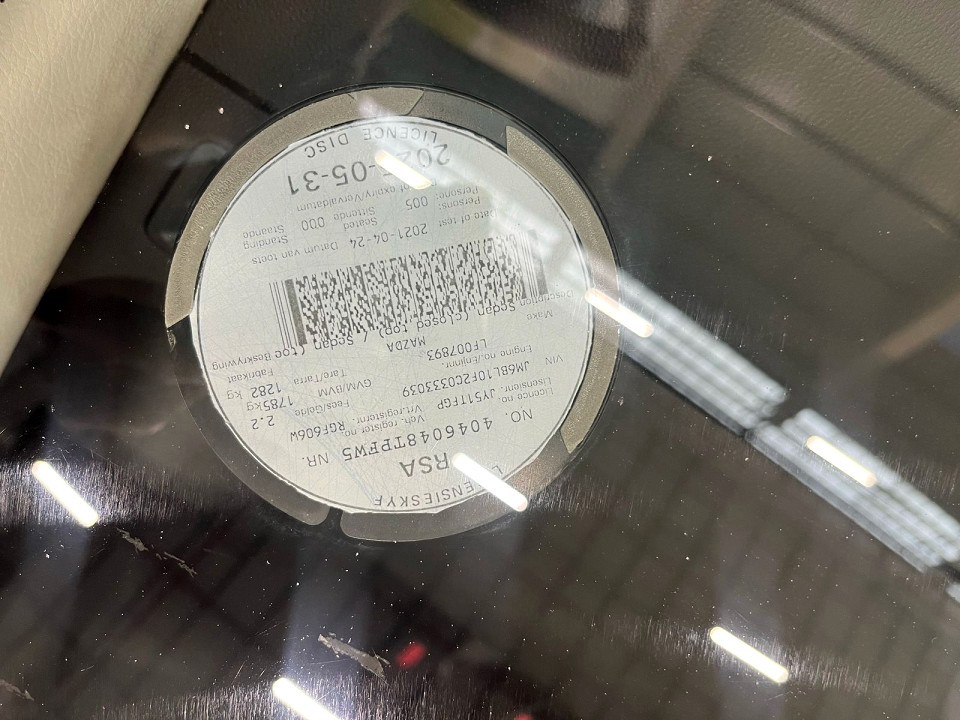 ENSIESKYF
RSA
NO. 4046048TPFW5 NR.
Licence no. / Lisensienr. JY51TFGP Veh. register no. / Vrt. registernr. RGF606W
VIN JM6BL10F2C0333039 Fees/Gelde 2.2
Engine no./Enjinnr. LF007893 GVM/BVM 1785kg
Make MAZDA Fabrikaat Tare/Tarra 1282 kg
Description Sedan (closed top) / Sedan (toe Beskrywing
Date of test 2021-04-24 Datum van toets
Persons: 005 Seated Sittende 000 Standing Staande
of expiry/Vervaldatum
-05-31
LICENCE DISC